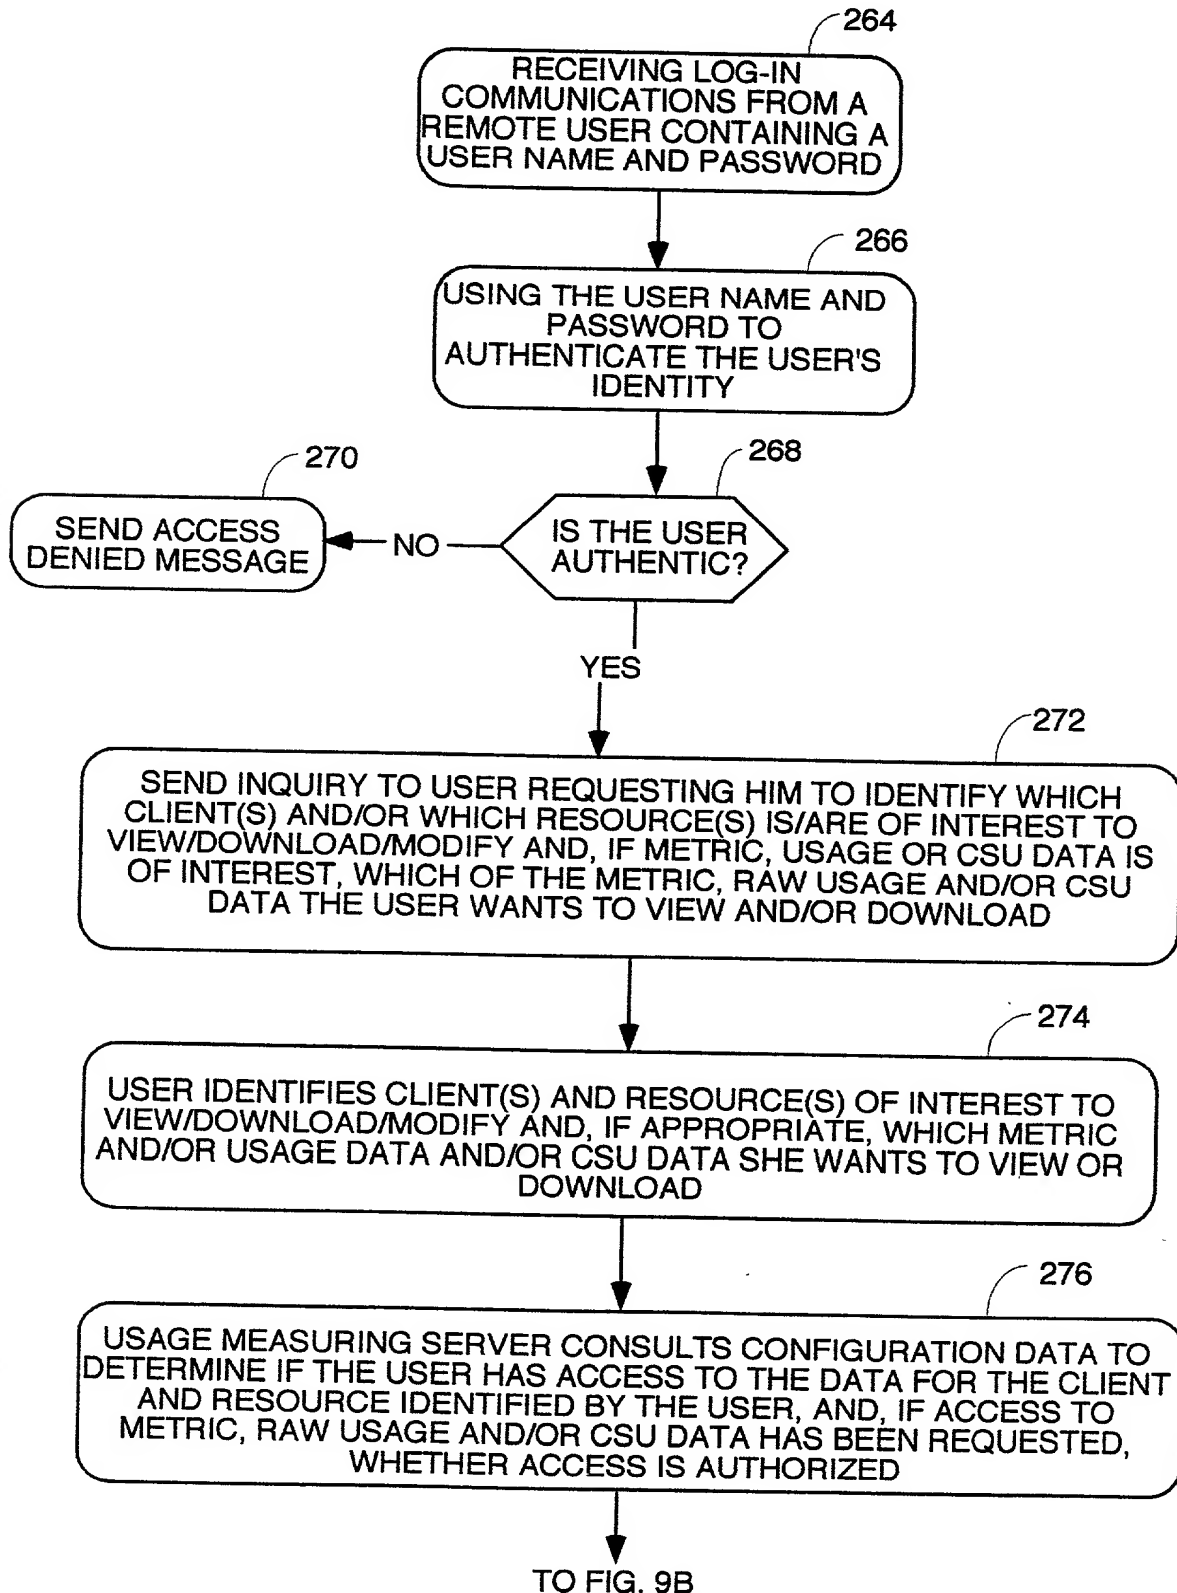 264
RECEIVING LOG-IN
COMMUNICATIONS FROM A
REMOTE USER CONTAINING A
USER NAME AND PASSWORD
266
USING THE USER NAME AND
PASSWORD TO
AUTHENTICATE THE USER'S
IDENTITY
270
268
SEND ACCESS
DENIED MESSAGE
NO
IS THE USER
AUTHENTIC?
YES
272
SEND INQUIRY TO USER REQUESTING HIM TO IDENTIFY WHICH
CLIENT(S) AND/OR WHICH RESOURCE(S) IS/ARE OF INTEREST TO
VIEW/DOWNLOAD/MODIFY AND, IF METRIC, USAGE OR CSU DATA IS
OF INTEREST, WHICH OF THE METRIC, RAW USAGE AND/OR CSU
DATA THE USER WANTS TO VIEW AND/OR DOWNLOAD
274
USER IDENTIFIES CLIENT(S) AND RESOURCE(S) OF INTEREST TO
VIEW/DOWNLOAD/MODIFY AND, IF APPROPRIATE, WHICH METRIC
AND/OR USAGE DATA AND/OR CSU DATA SHE WANTS TO VIEW OR
DOWNLOAD
276
USAGE MEASURING SERVER CONSULTS CONFIGURATION DATA TO
DETERMINE IF THE USER HAS ACCESS TO THE DATA FOR THE CLIENT
AND RESOURCE IDENTIFIED BY THE USER, AND, IF ACCESS TO
METRIC, RAW USAGE AND/OR CSU DATA HAS BEEN REQUESTED,
WHETHER ACCESS IS AUTHORIZED
TO FIG. 9B